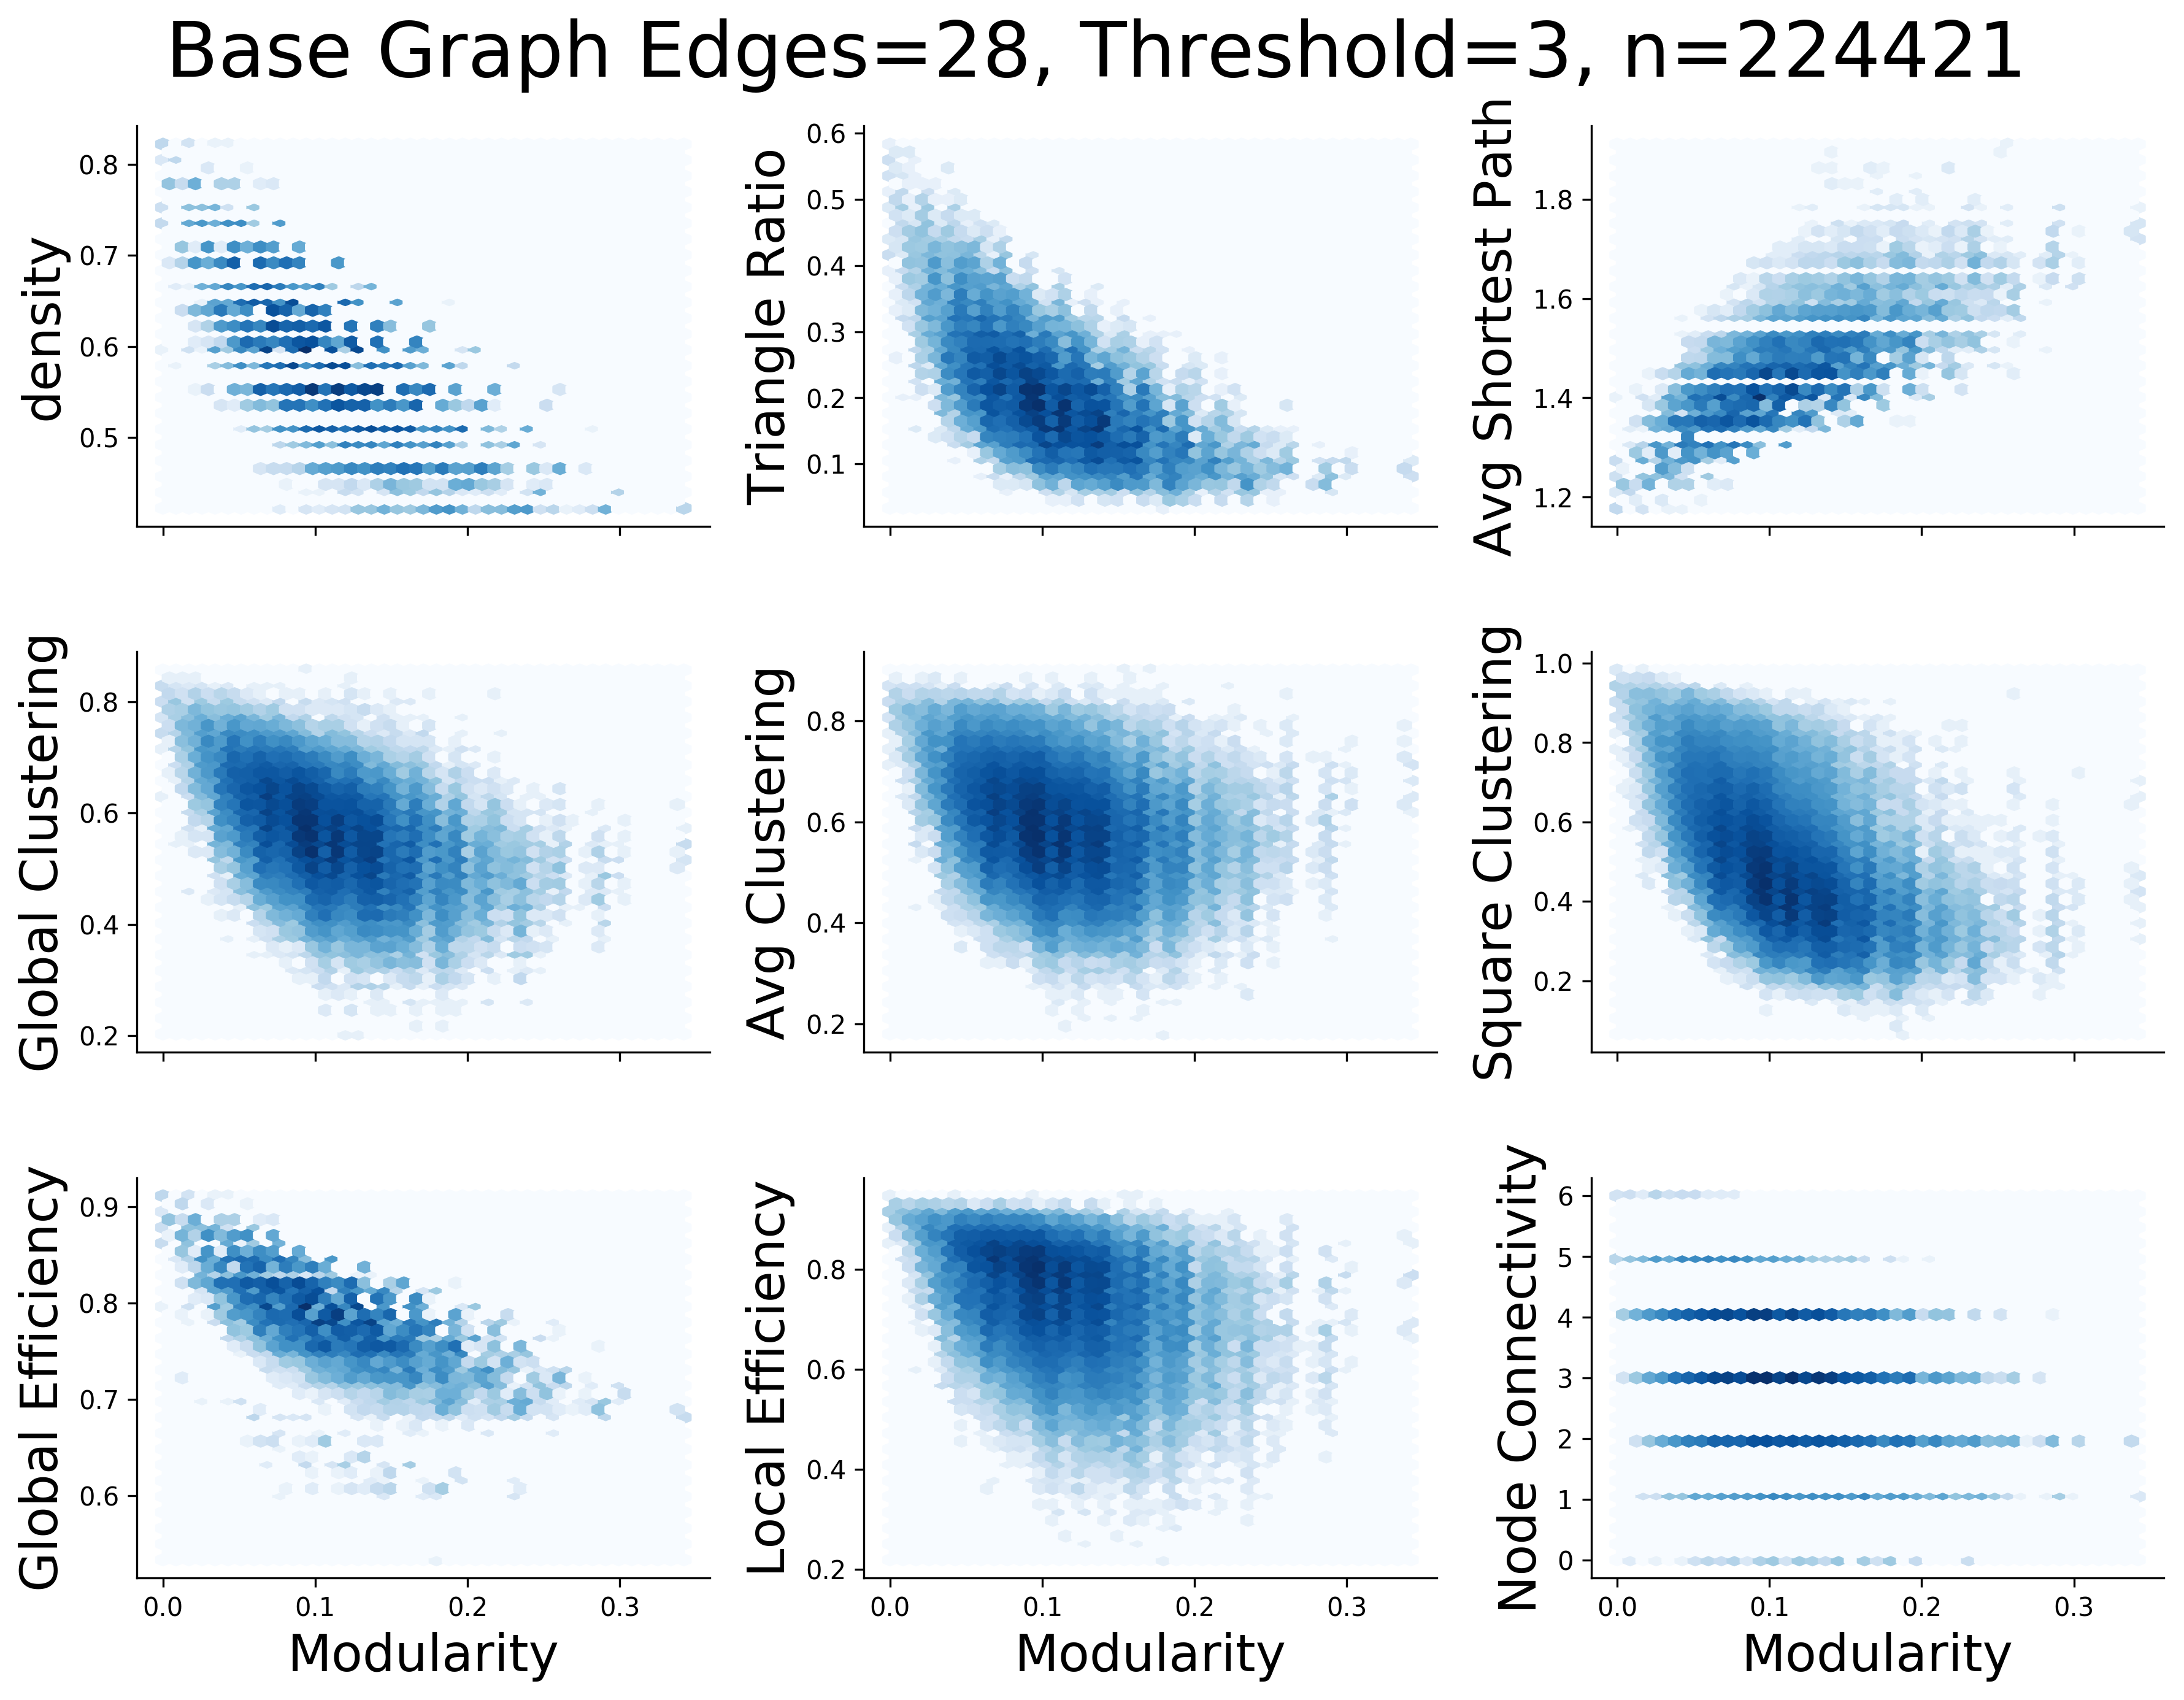 Base Graph Edges=28, Threshold=3, n=224421
density
0.8
0.7
0.6
0.5
Triangle Ratio
0.6
0.5
0.4
0.3
0.2
0.1
Avg Shortest Path
1.8
1.6
1.4
1.2
Global Clustering
0.8
0.6
0.4
0.2
Avg Clustering
0.8
0.6
0.4
0.2
Square Clustering
1.0
0.8
0.6
0.4
0.2
Global Efficiency
0.9
0.8
0.7
0.6
0.0 0.1 0.2 0.3
Modularity
Local Efficiency
0.8
0.6
0.4
0.2
0.0 0.1 0.2 0.3
Modularity
Node Connectivity
6
5
4
3
2
1
0
0.0 0.1 0.2 0.3
Modularity